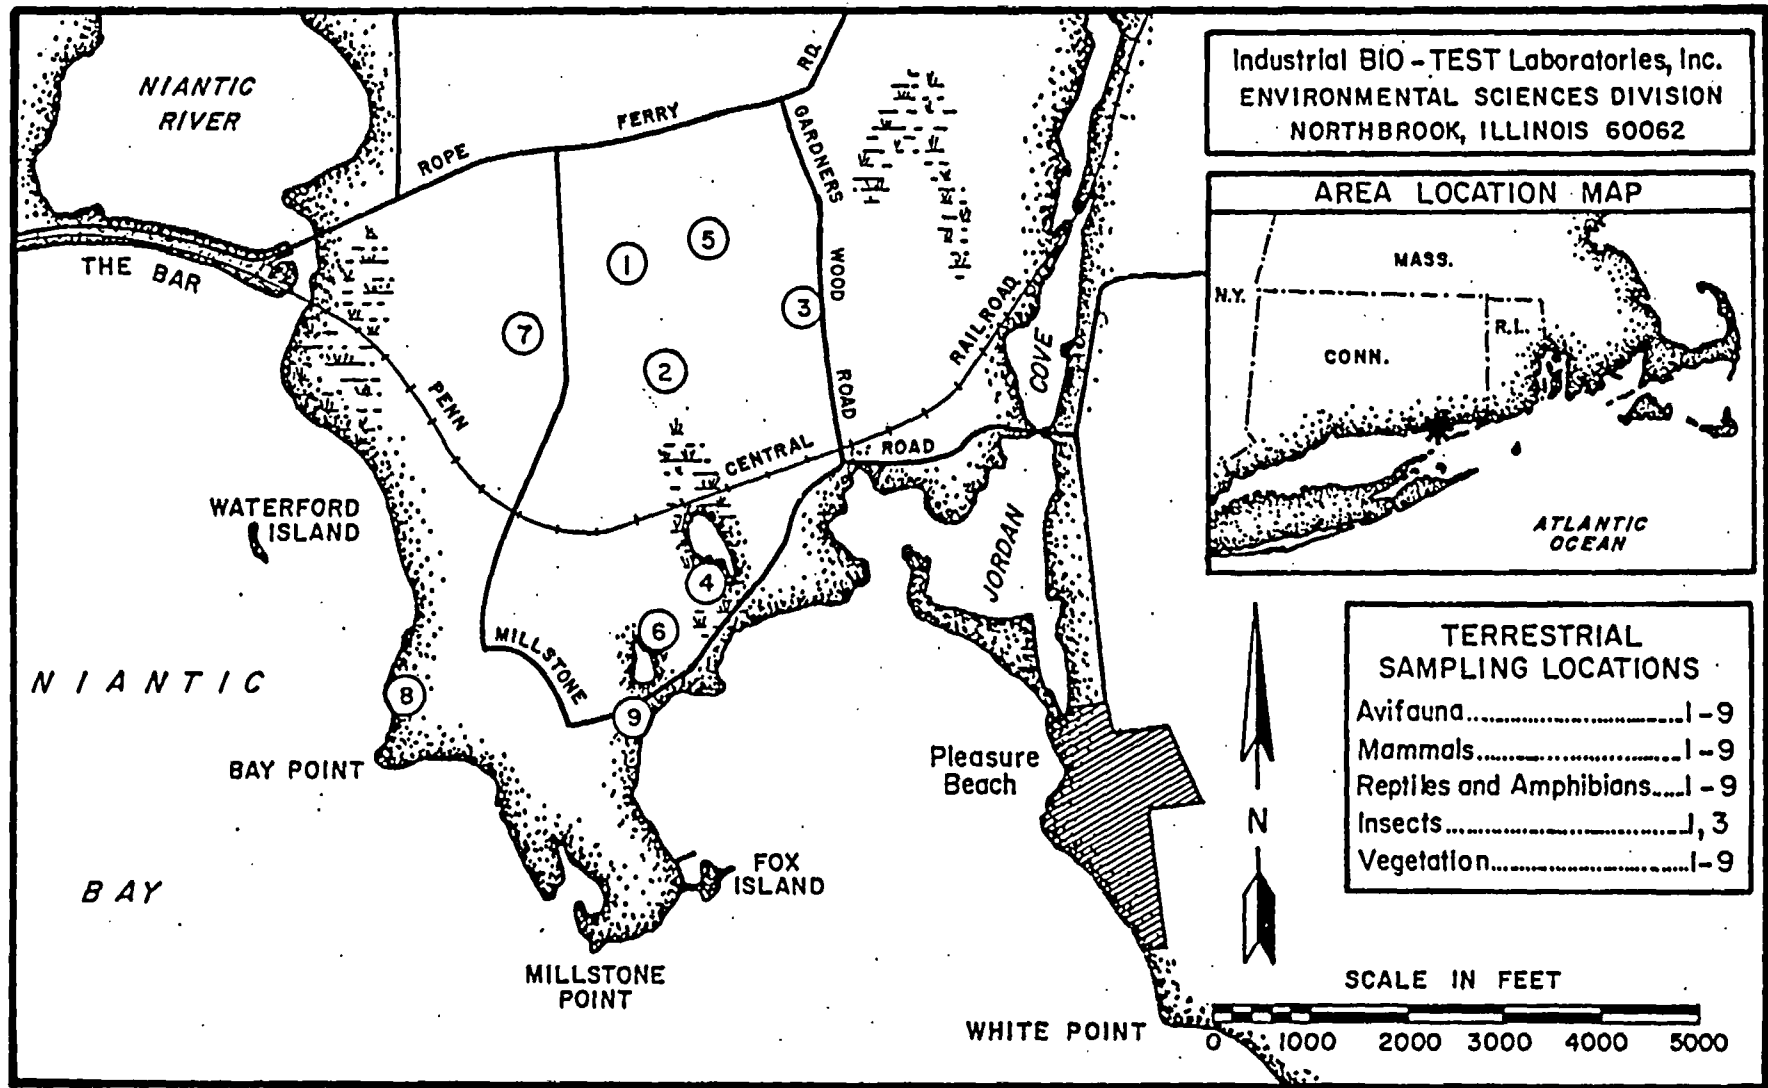 NIANTIC
RIVER
THE BAR
ROPE
FERRY
RD.
GARDNERS
WOOD
ROAD
1
5
3
7
2
PENN
CENTRAL
RAILROAD
ROAD
COVE
JORDAN
WATERFORD
ISLAND
4
6
MILLSTONE
8
9
NIANTIC
BAY
BAY POINT
FOX
ISLAND
MILLSTONE
POINT
Pleasure
Beach
WHITE POINT
Industrial BIO-TEST Laboratories, Inc.
ENVIRONMENTAL SCIENCES DIVISION
NORTHBROOK, ILLINOIS 60062
AREA LOCATION MAP
MASS.
N.Y.
R.I.
CONN.
ATLANTIC
OCEAN
TERRESTRIAL
SAMPLING LOCATIONS
Avifauna..............................1-9
Mammals............................1-9
Reptiles and Amphibians.....1-9
Insects................................1,3
Vegetation..........................1-9
N
SCALE IN FEET
0 1000 2000 3000 4000 5000